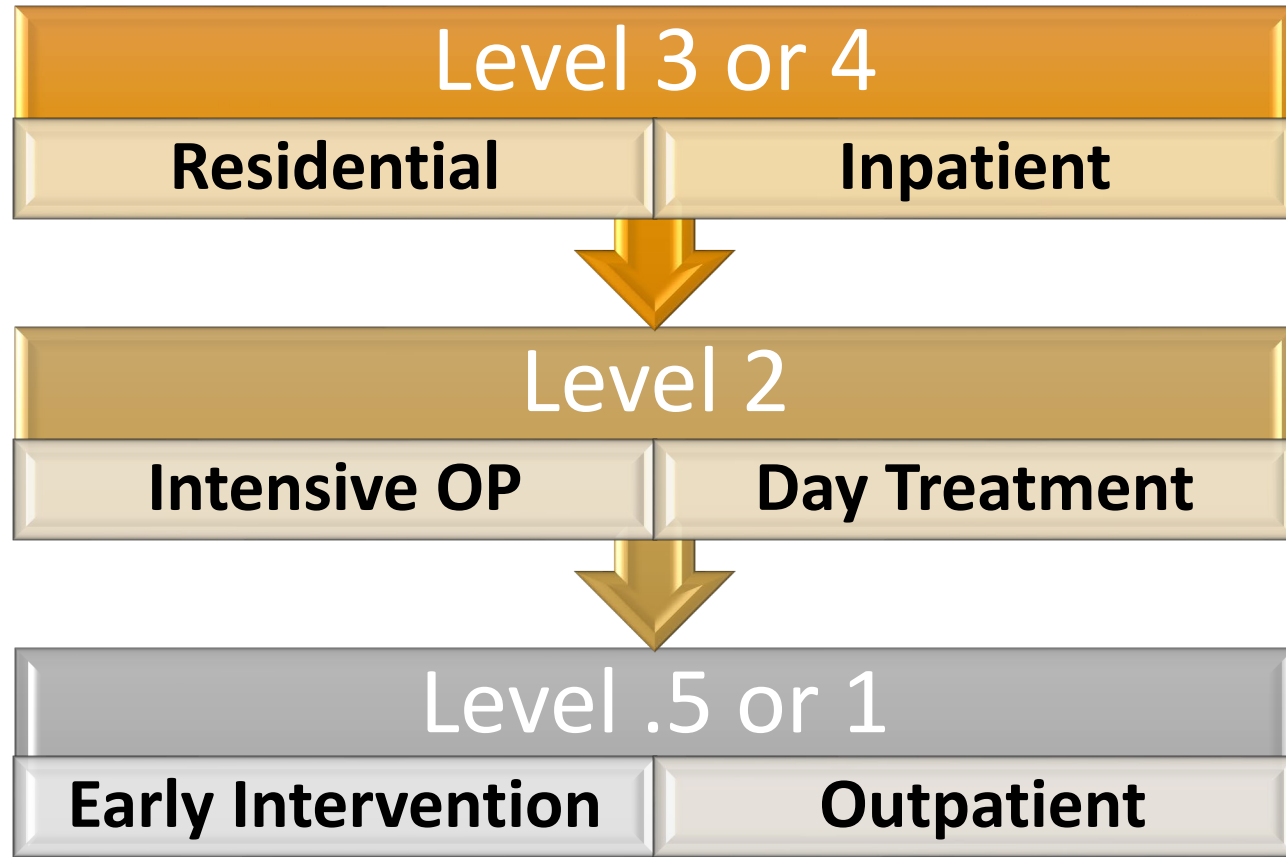 Level 3 or 4
Residential Inpatient
Level 2
Intensive OP Day Treatment
Level .5 or 1
Early Intervention Outpatient